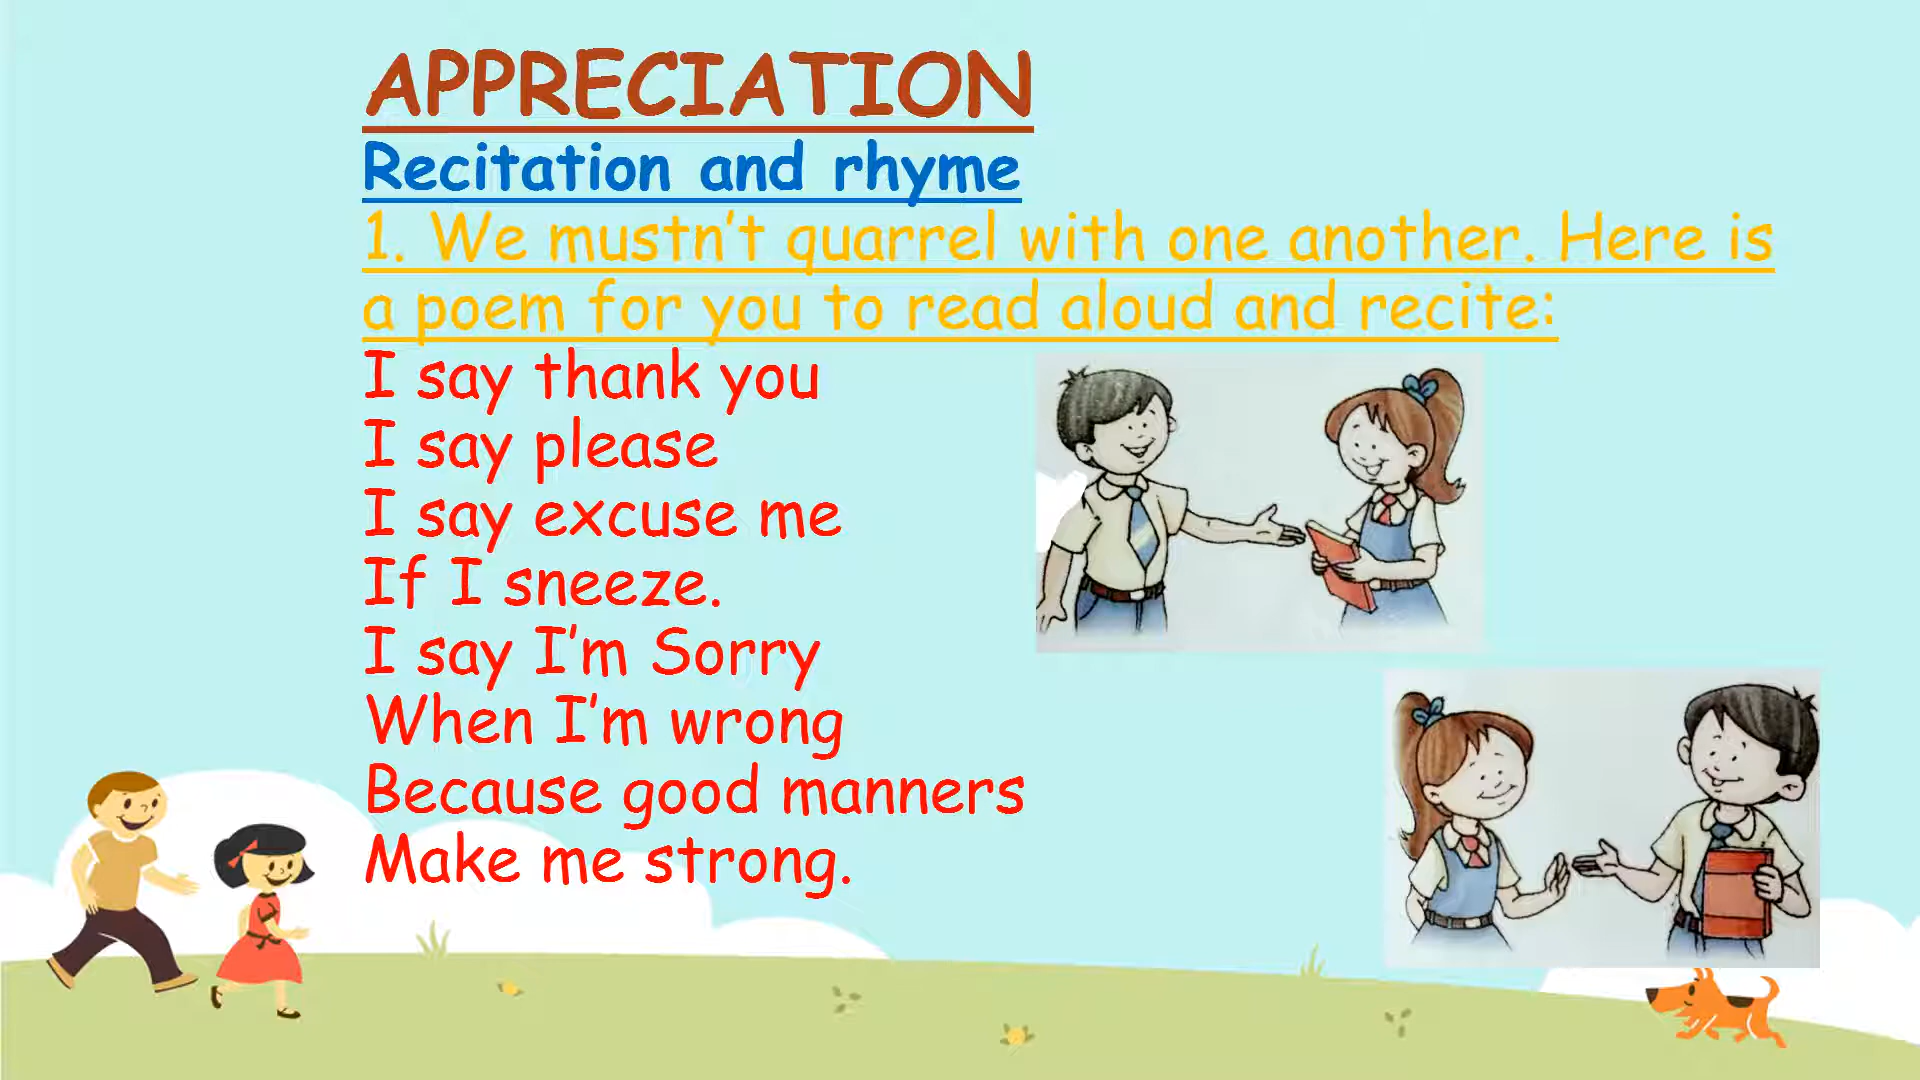 APPRECIATION
Recitation and rhyme
1. We mustn’t quarrel with one another. Here is
a poem for you to read aloud and recite:
I say thank you
I say please
I say excuse me
If I sneeze.
I say I’m Sorry
When I’m wrong
Because good manners
Make me strong.